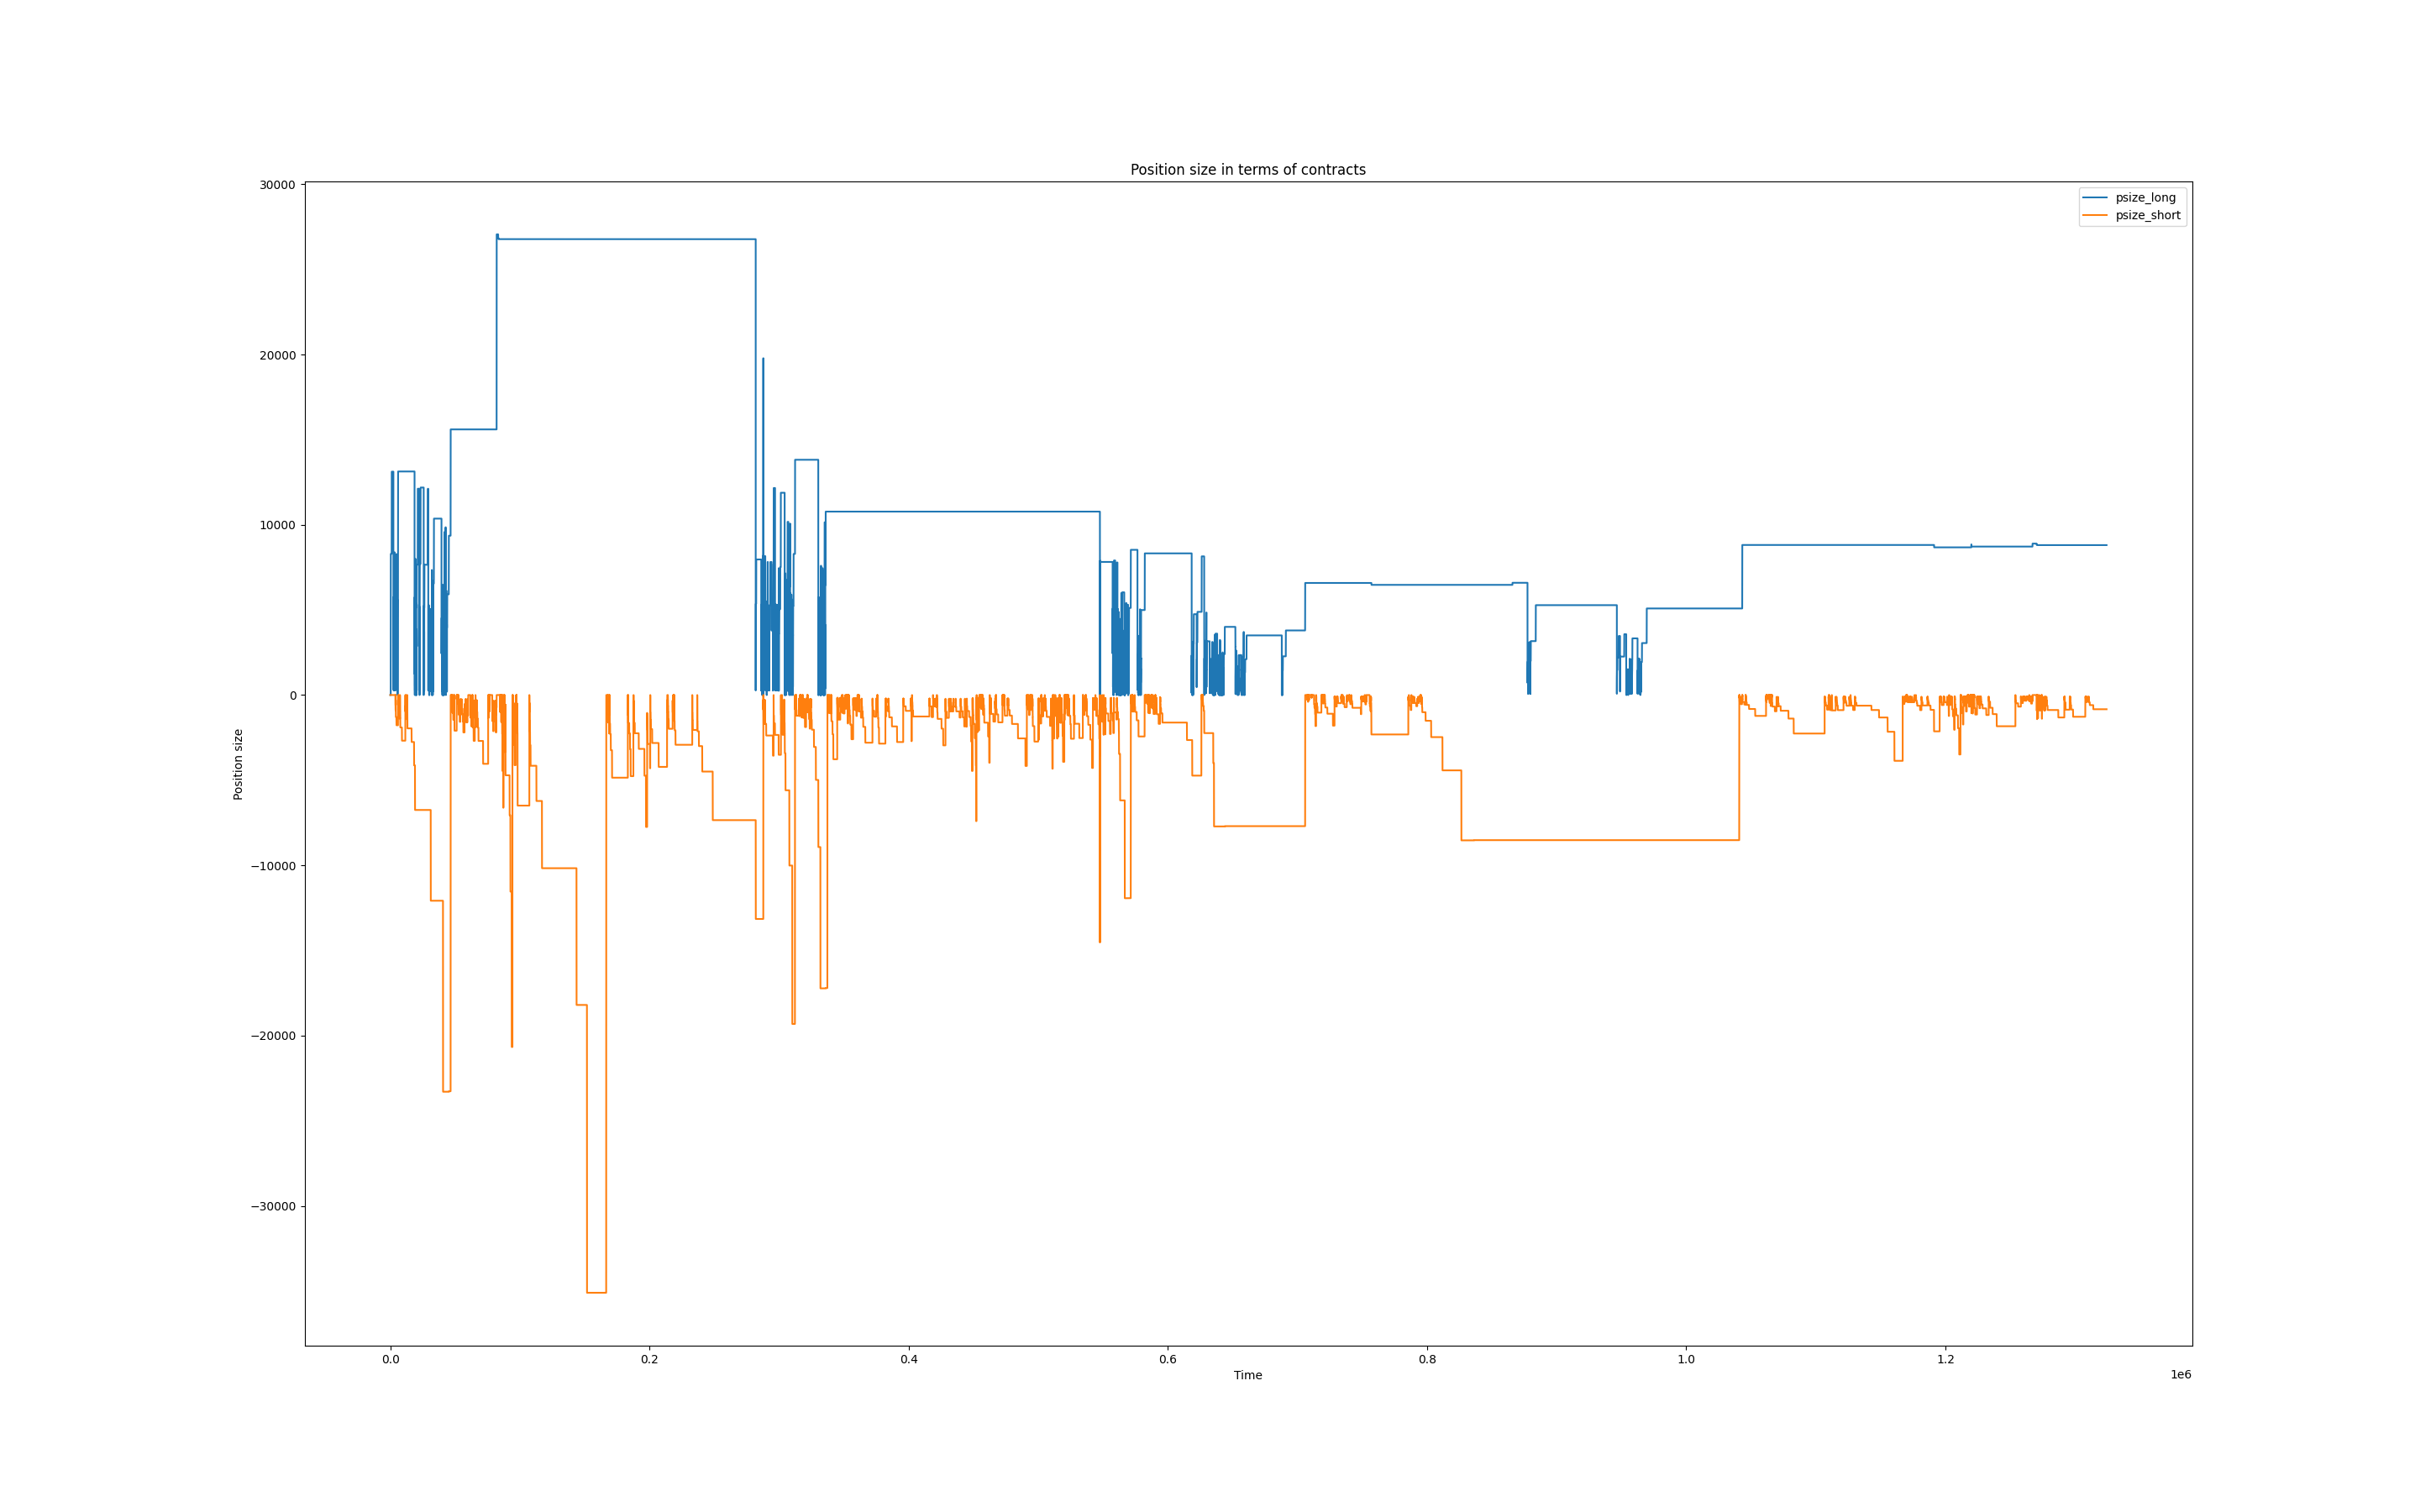 Position size in terms of contracts
psize_long
psize_short
30000
20000
10000
0
−10000
−20000
−30000
Position size
0.0
0.2
0.4
0.6
0.8
1.0
1.2
1e6
Time